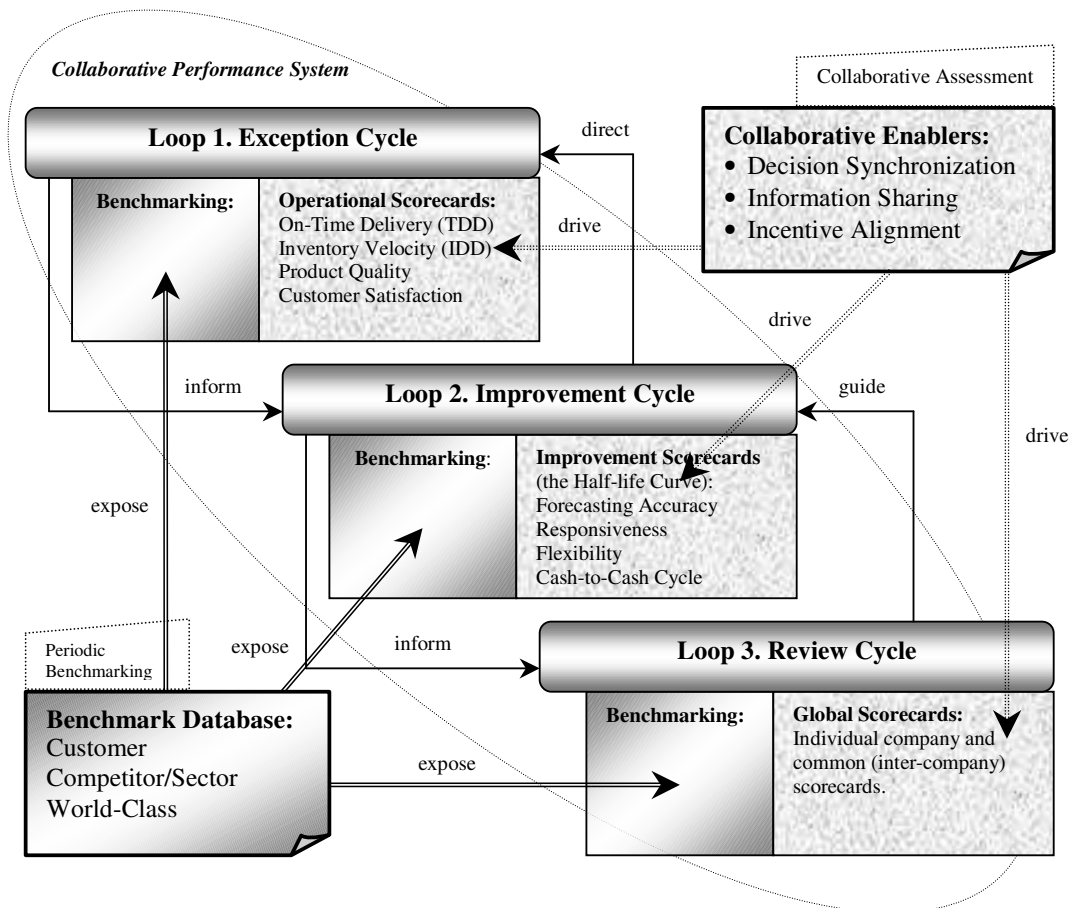 Collaborative Performance System
Collaborative Assessment
Loop 1. Exception Cycle
direct
Collaborative Enablers:
• Decision Synchronization
• Information Sharing
• Incentive Alignment
Benchmarking:
Operational Scorecards:
On-Time Delivery (TDD)
Inventory Velocity (IDD)
Product Quality
Customer Satisfaction
drive
drive
inform
Loop 2. Improvement Cycle
guide
drive
Benchmarking:
Improvement Scorecards
(the Half-life Curve):
Forecasting Accuracy
Responsiveness
Flexibility
Cash-to-Cash Cycle
expose
expose
inform
Loop 3. Review Cycle
Periodic
Benchmarking
Benchmark Database:
Customer
Competitor/Sector
World-Class
expose
Benchmarking:
Global Scorecards:
Individual company and
common (inter-company)
scorecards.